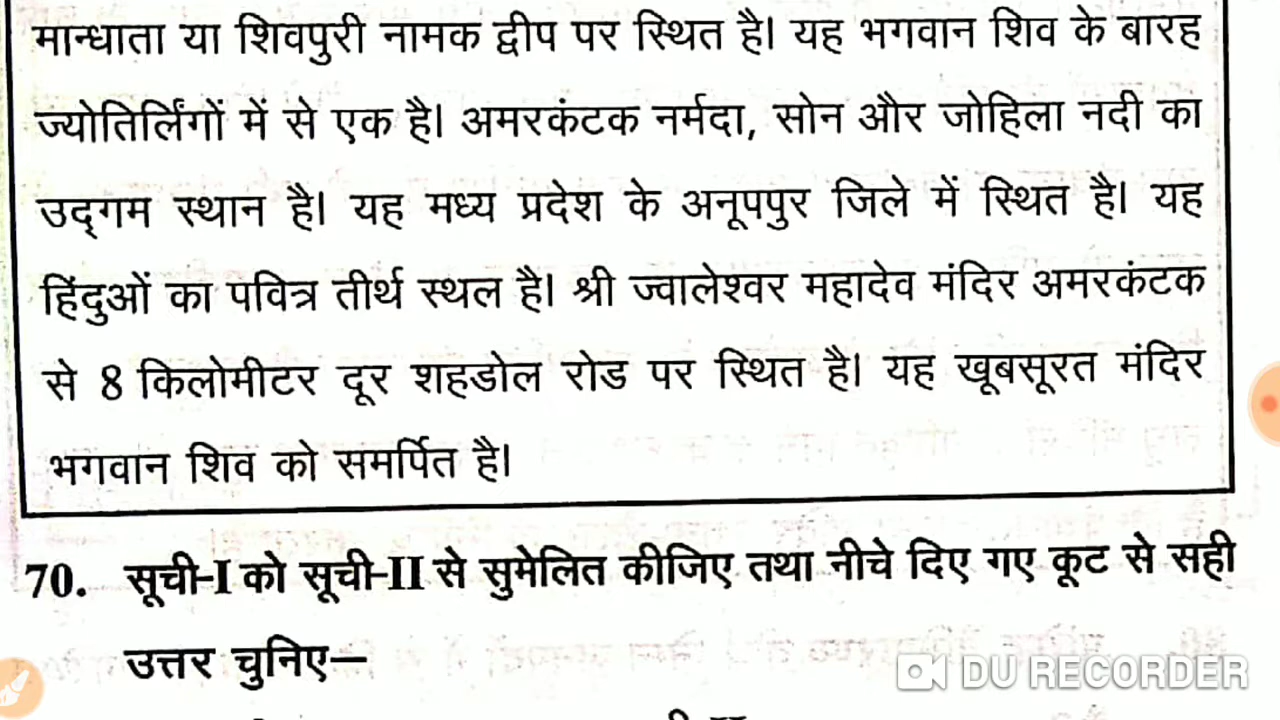 मान्धाता या शिवपुरी नामक द्वीप पर स्थित है। यह भगवान शिव के बारह
ज्योतिर्लिंगों में से एक है। अमरकंटक नर्मदा, सोन और जोहिला नदी का
उद्गम स्थान है। यह मध्य प्रदेश के अनूपपुर जिले में स्थित है। यह
हिंदुओं का पवित्र तीर्थ स्थल है। श्री ज्वालेश्वर महादेव मंदिर अमरकंटक
से 8 किलोमीटर दूर शहडोल रोड पर स्थित है। यह खूबसूरत मंदिर
भगवान शिव को समर्पित है।
70. सूची-I को सूची-II से सुमेलित कीजिए तथा नीचे दिए गए कूट से सही
उत्तर चुनिए—
DU RECORDER